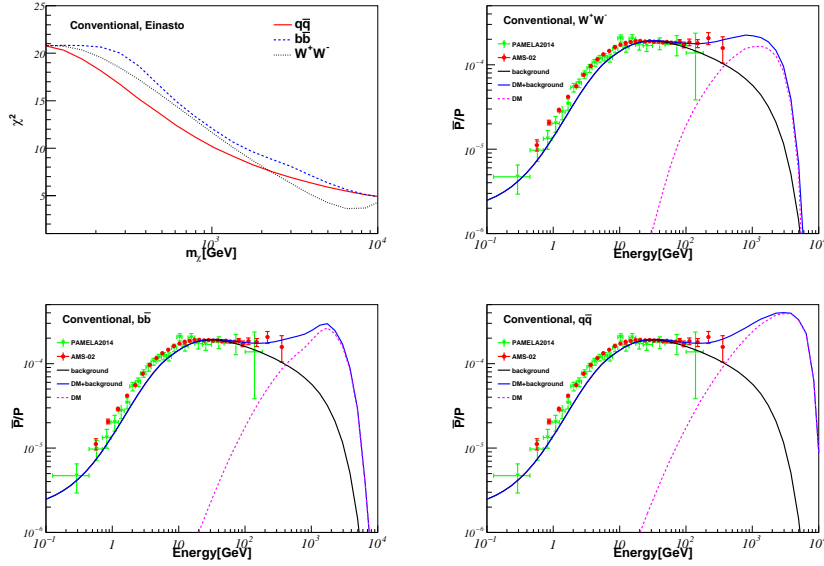 Conventional, Einasto
qq̅
bb̅
W⁺W⁻
χ²
25
20
15
10
5
10³
10⁴
mχ[GeV]
Conventional, W⁺W⁻
PAMELA2014
AMS-02
background
DM+background
DM
P̅/P
10⁻⁴
10⁻⁵
10⁻⁶
10⁻¹ 1 10 10² 10³ 10⁴
Energy[GeV]
Conventional, bb̅
PAMELA2014
AMS-02
background
DM+background
DM
P̅/P
10⁻⁴
10⁻⁵
10⁻⁶
10⁻¹ 1 10 10² 10³ 10⁴
Energy[GeV]
Conventional, qq̅
PAMELA2014
AMS-02
background
DM+background
DM
P̅/P
10⁻⁴
10⁻⁵
10⁻⁶
10⁻¹ 1 10 10² 10³ 10⁴
Energy[GeV]